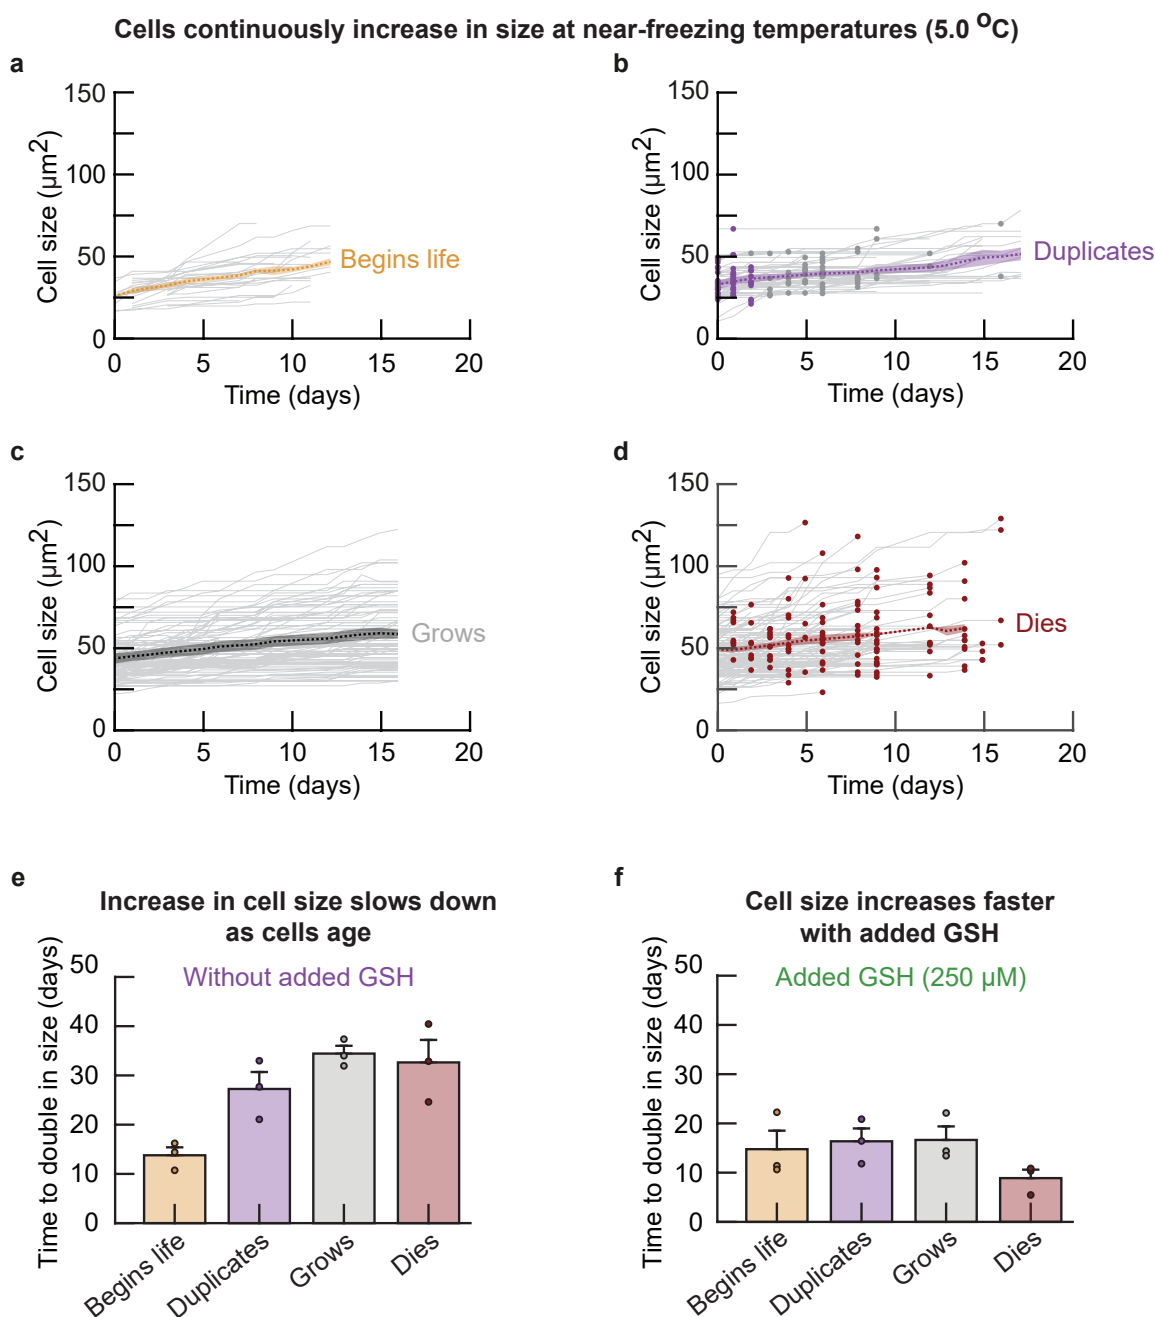 Cells continuously increase in size at near-freezing temperatures (5.0 °C)
a
150
100
50
0
Cell size (µm²)
0 5 10 15 20
Time (days)
Begins life
b
150
100
50
0
Cell size (µm²)
0 5 10 15 20
Time (days)
Duplicates
c
150
100
50
0
Cell size (µm²)
0 5 10 15 20
Time (days)
Grows
d
150
100
50
0
Cell size (µm²)
0 5 10 15 20
Time (days)
Dies
e
Increase in cell size slows down
as cells age
Without added GSH
50
40
30
20
10
0
Time to double in size (days)
Begins life
Duplicates
Grows
Dies
f
Cell size increases faster
with added GSH
Added GSH (250 µM)
50
40
30
20
10
0
Time to double in size (days)
Begins life
Duplicates
Grows
Dies